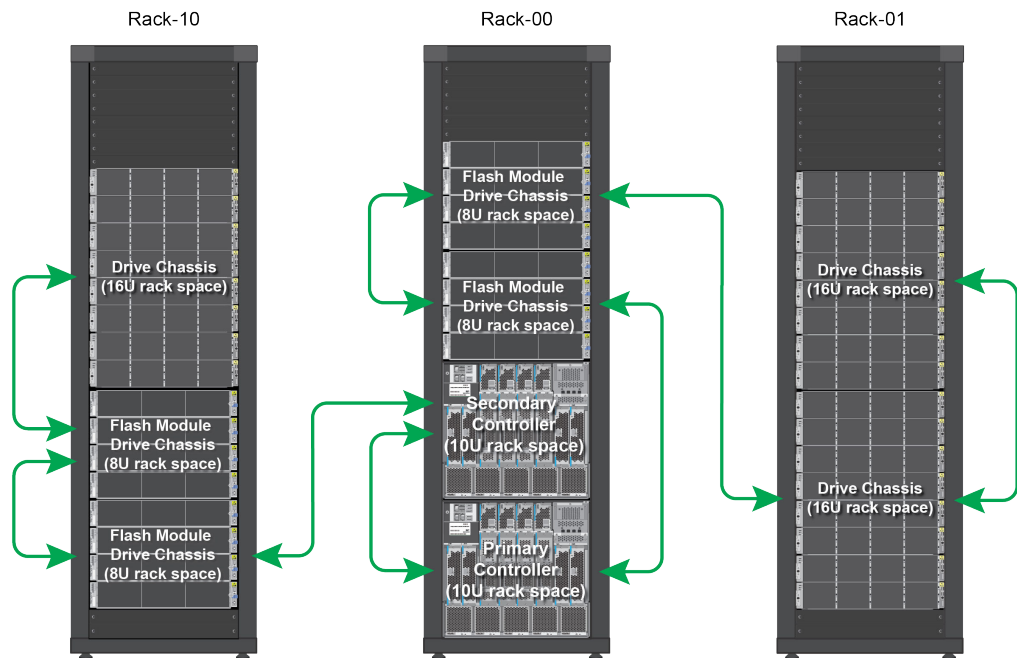 Rack-10
Rack-00
Rack-01
Drive Chassis
(16U rack space)
Flash Module
Drive Chassis
(8U rack space)
Flash Module
Drive Chassis
(8U rack space)
Flash Module
Drive Chassis
(8U rack space)
Flash Module
Drive Chassis
(8U rack space)
Secondary
Controller
(10U rack space)
Primary
Controller
(10U rack space)
Drive Chassis
(16U rack space)
Drive Chassis
(16U rack space)